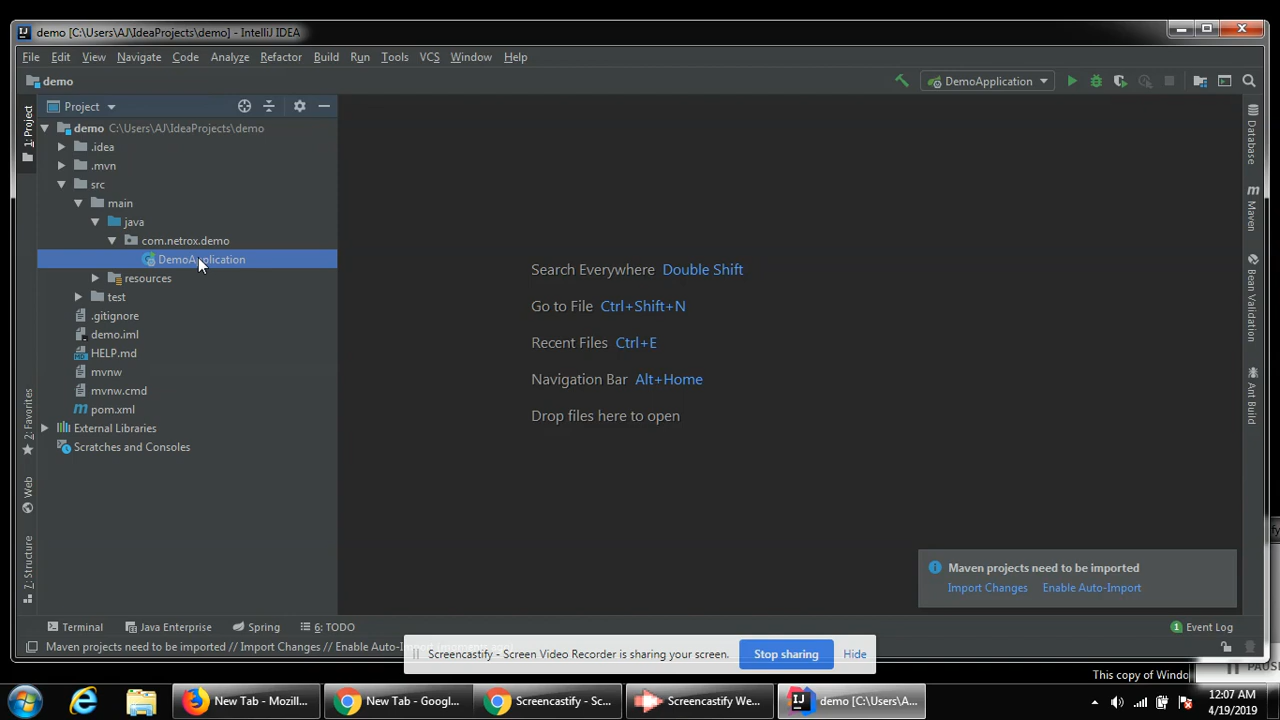 demo [C:\Users\AJ\IdeaProjects\demo] - IntelliJ IDEA
File Edit View Navigate Code Analyze Refactor Build Run Tools VCS Window Help
demo
DemoApplication
Project
demo C:\Users\AJ\IdeaProjects\demo
.idea
.mvn
src
main
java
com.netrox.demo
DemoApplication
resources
test
.gitignore
demo.iml
HELP.md
mvnw
mvnw.cmd
pom.xml
External Libraries
Scratches and Consoles
1: Project
2: Favorites
Web
7: Structure
Search Everywhere Double Shift
Go to File Ctrl+Shift+N
Recent Files Ctrl+E
Navigation Bar Alt+Home
Drop files here to open
Database
Maven
Bean Validation
Ant Build
Maven projects need to be imported
Import Changes Enable Auto-Import
Terminal Java Enterprise Spring 6: TODO
1 Event Log
Maven projects need to be imported // Import Changes // Enable Auto-I
Screencastify - Screen Video Recorder is sharing your screen. Stop sharing Hide
This copy of Windo
PAUS
New Tab - Mozill... New Tab - Googl... Screencastify - Sc... Screencastify We... demo [C:\Users\A...
12:07 AM
4/19/2019